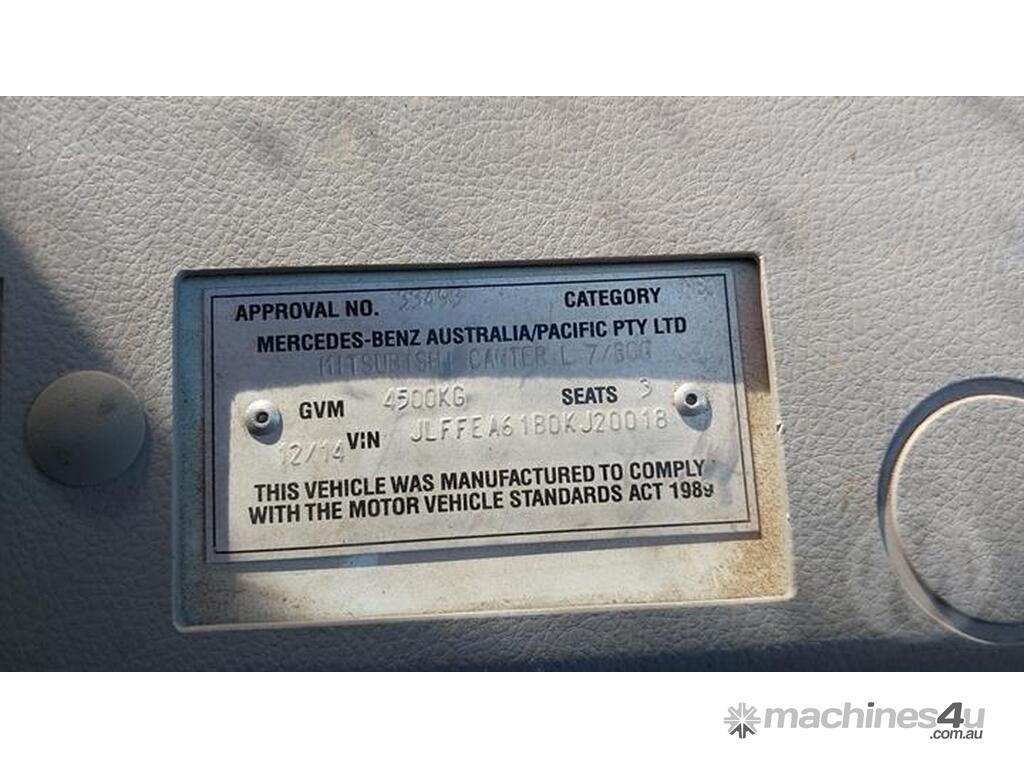 APPROVAL NO. 33493 CATEGORY
MERCEDES-BENZ AUSTRALIA/PACIFIC PTY LTD
MITSUBISHI CANTER L 7/800
GVM 4500KG SEATS 3
12/14 VIN JLFFEA61B0KJ20018
THIS VEHICLE WAS MANUFACTURED TO COMPLY
WITH THE MOTOR VEHICLE STANDARDS ACT 1989
machines4u
.com.au